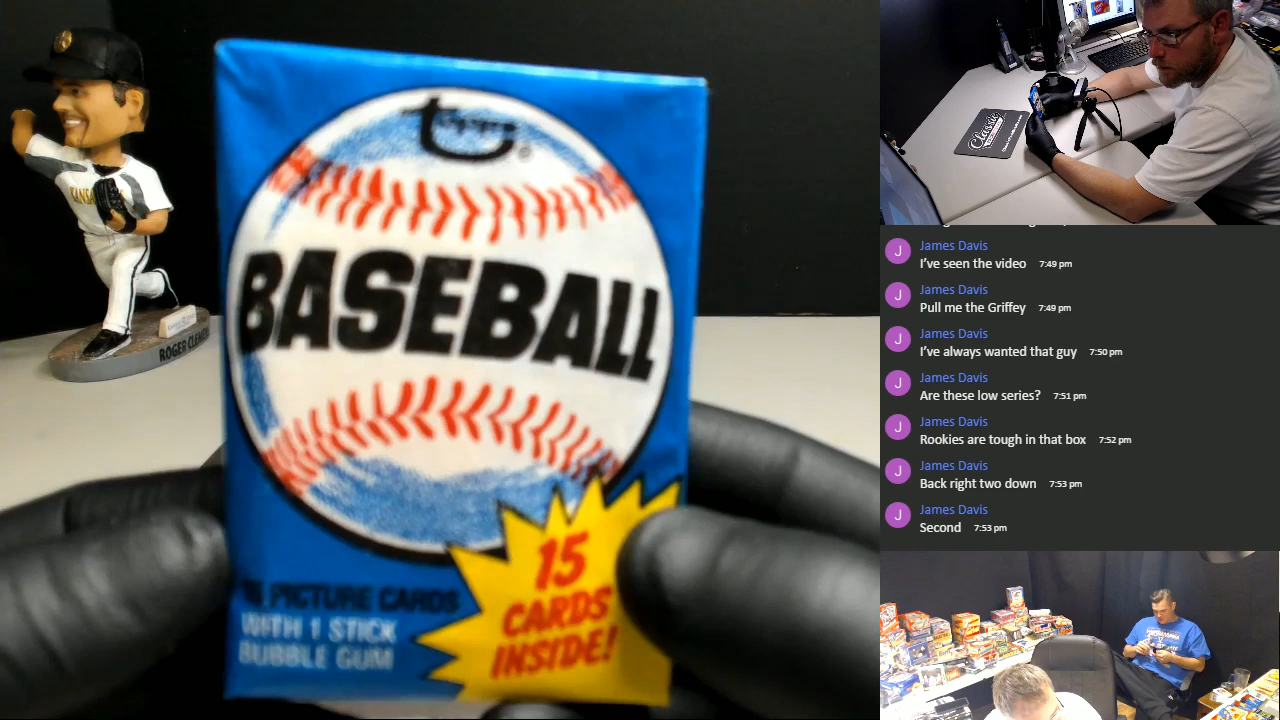 topps
BASEBALL
15 PICTURE CARDS
WITH 1 STICK
BUBBLE GUM
15
CARDS
INSIDE!
ROGER CLEMENS
Classic
James Davis
I've seen the video 7:49 pm
James Davis
Pull me the Griffey 7:49 pm
James Davis
I've always wanted that guy 7:50 pm
James Davis
Are these low series? 7:51 pm
James Davis
Rookies are tough in that box 7:52 pm
James Davis
Back right two down 7:53 pm
James Davis
Second 7:53 pm